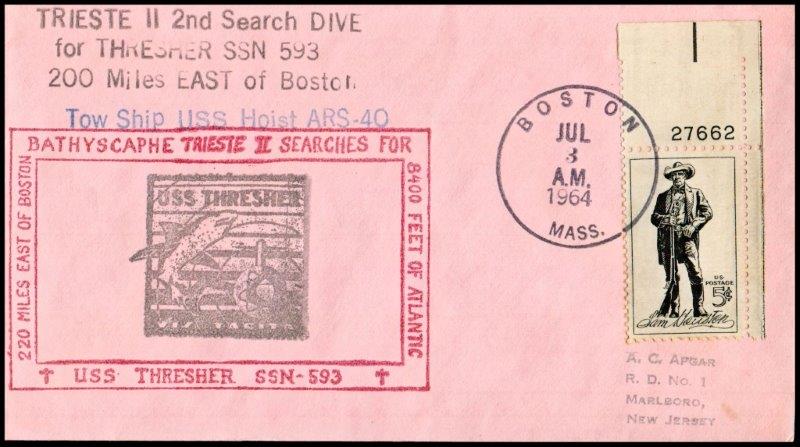 TRIESTE II 2nd Search DIVE
for THRESHER SSN 593
200 Miles EAST of Boston
Tow Ship USS Hoist ARS-40
BATHYSCAPHE TRIESTE II SEARCHES FOR
220 MILES EAST OF BOSTON
8400 FEET OF ATLANTIC
USS THRESHER
† USS THRESHER SSN-593 †
BOSTON
JUL
3
A.M.
1964
MASS.
27662
U.S.
POSTAGE
5¢
Sam Houston
A. C. APGAR
R. D. No. 1
MARLBORO,
NEW JERSEY